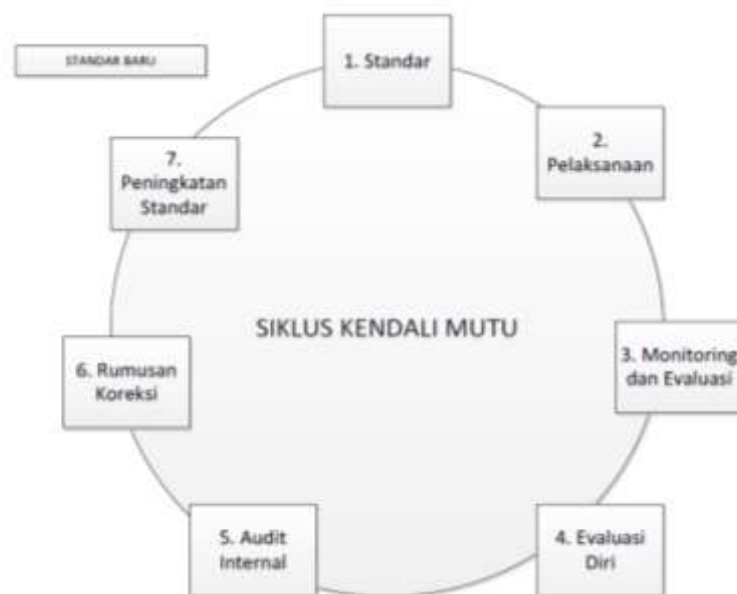 STANDAR BARU
1. Standar
2.
Pelaksanaan
3. Monitoring
dan Evaluasi
4. Evaluasi
Diri
5. Audit
Internal
6. Rumusan
Koreksi
7.
Peningkatan
Standar
SIKLUS KENDALI MUTU